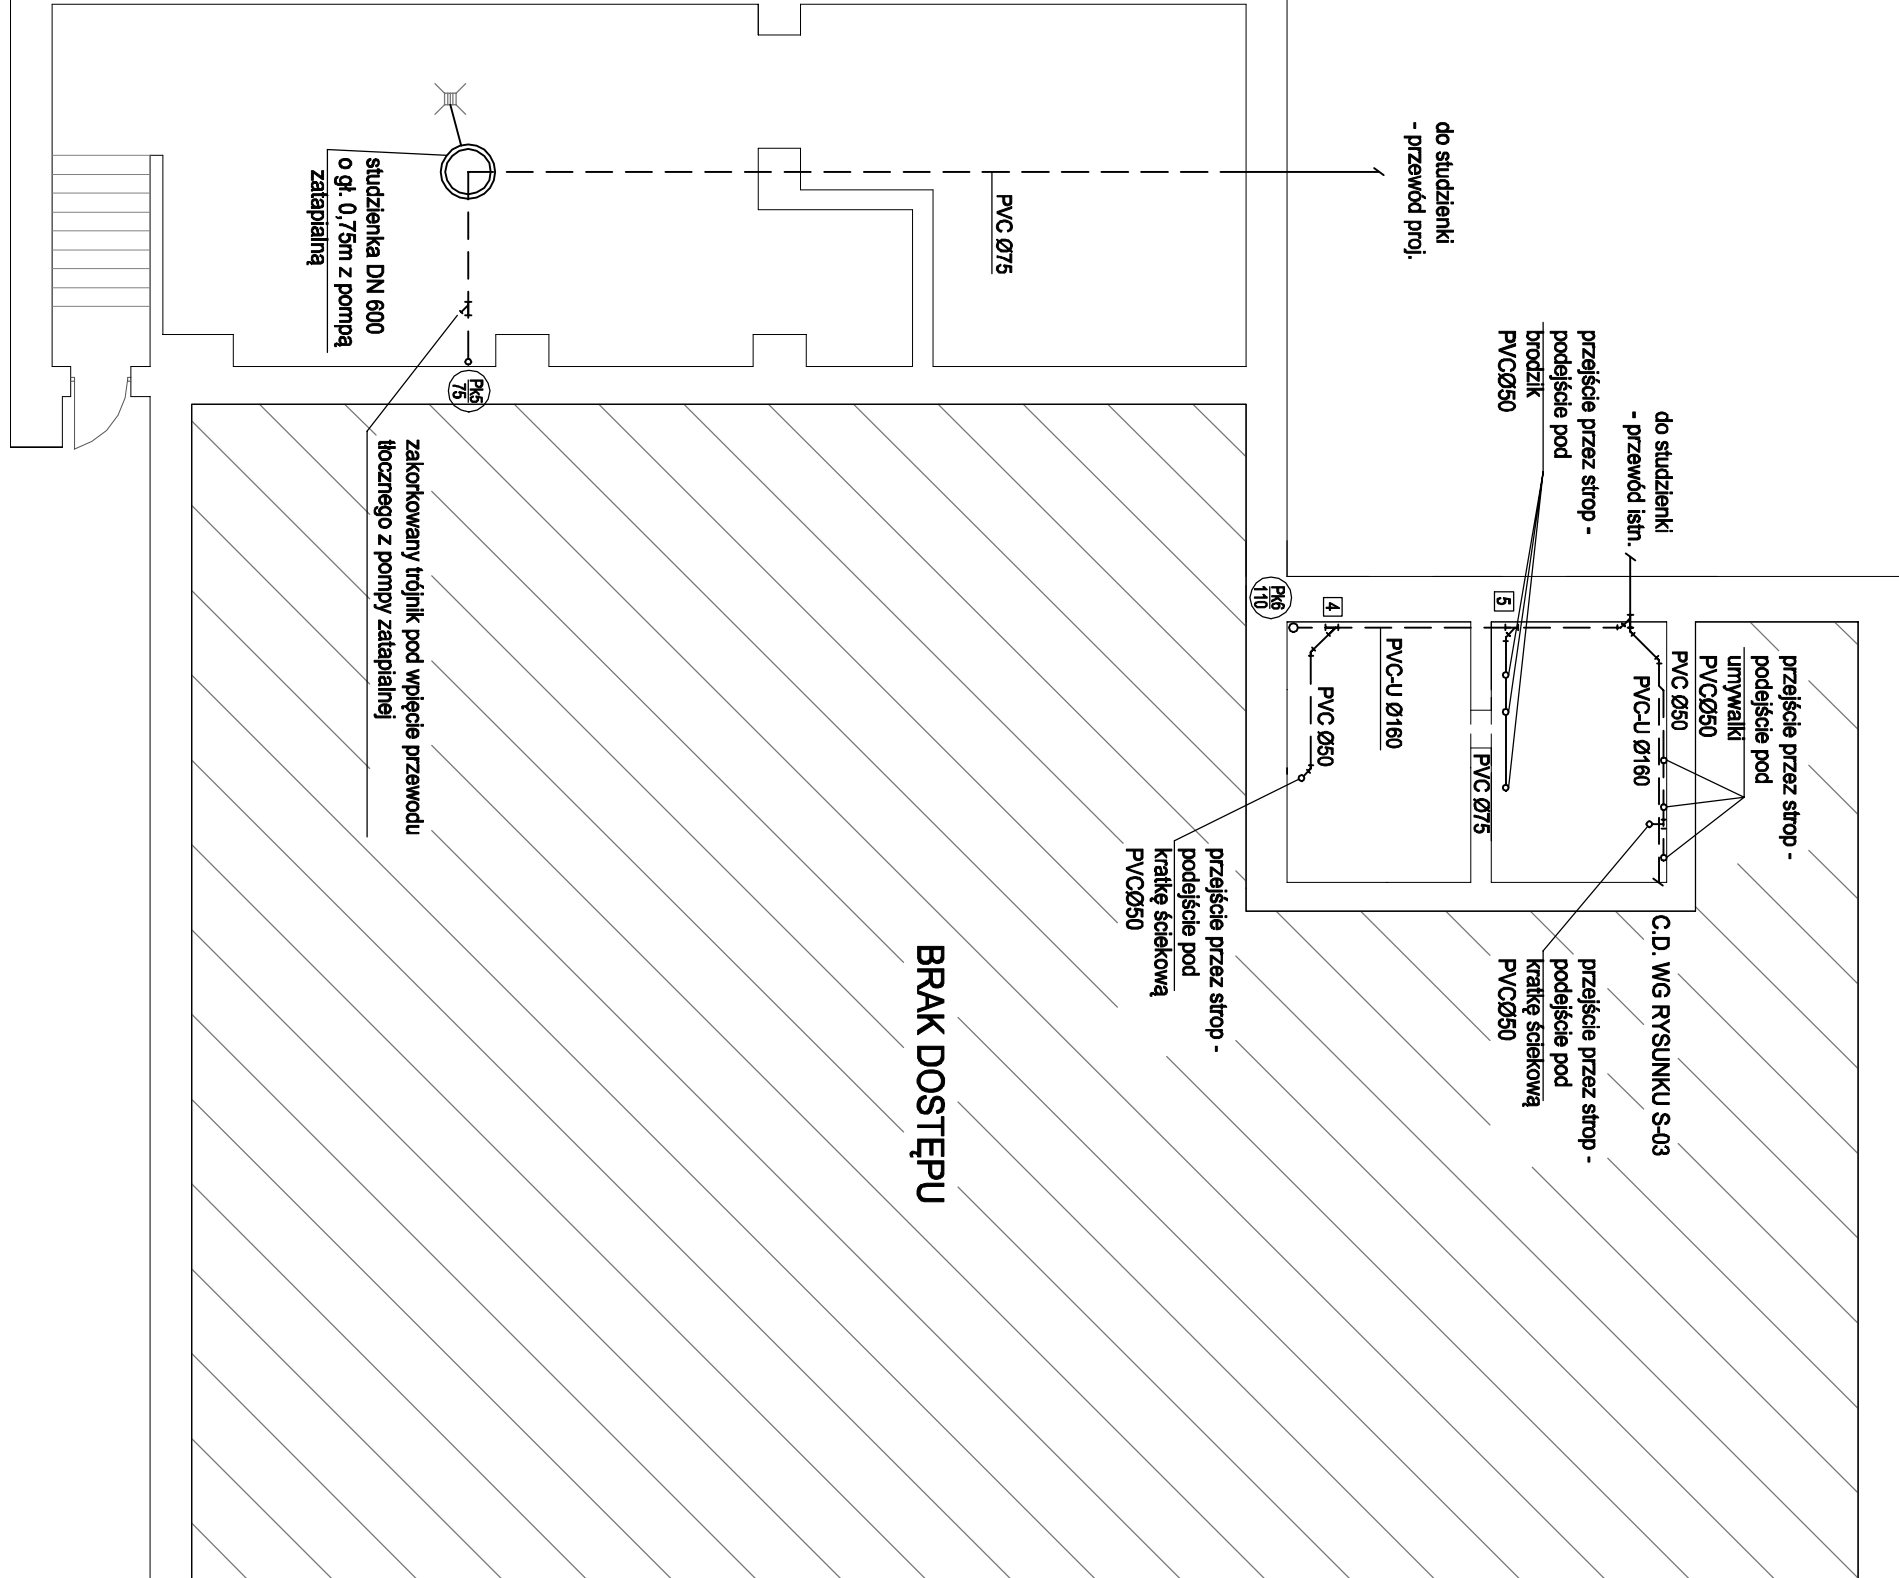 do studzienki
- przewód proj.
PVC Ø75
studzienka DN 600
o gł. 0,75m z pompą
zatapialną
Pk5
75
zakorkowany trójnik pod wpięcie przewodu
tłocznego z pompy zatapialnej
przejście przez strop -
podejście pod
brodzik
PVCØ50
do studzienki
- przewód istn.
Pk6
110
4
5
PVC-U Ø160
PVC Ø50
PVC Ø75
PVC-U Ø160
PVC Ø50
przejście przez strop -
podejście pod
umywalki
PVCØ50
przejście przez strop -
podejście pod
kratkę ściekową
PVCØ50
C.D. WG RYSUNKU S-03
przejście przez strop -
podejście pod
kratkę ściekową
PVCØ50
BRAK DOSTĘPU